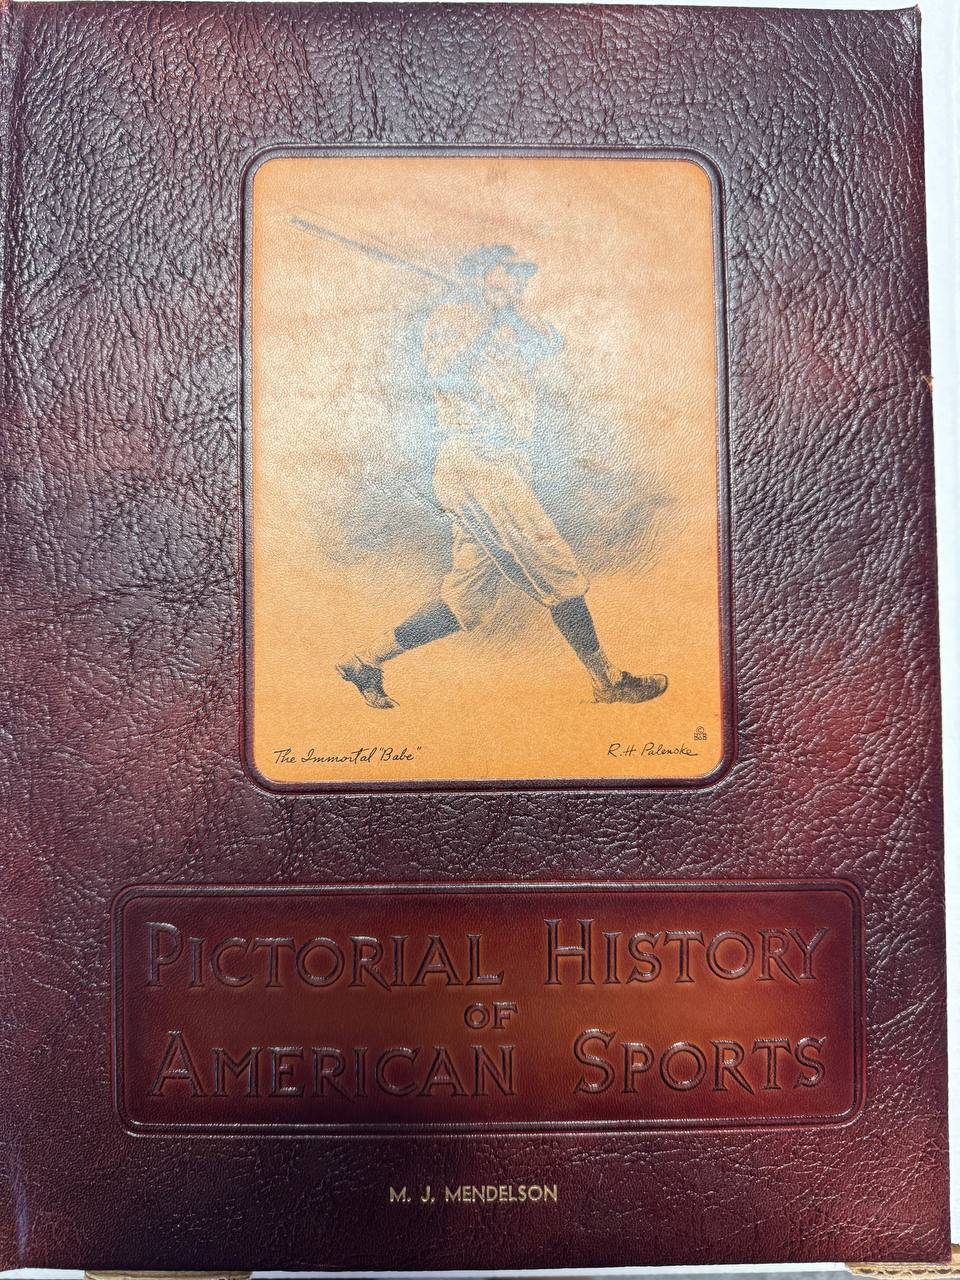 The Immortal "Babe"
R. H. Palenske
PICTORIAL HISTORY
OF
AMERICAN SPORTS
M. J. MENDELSON